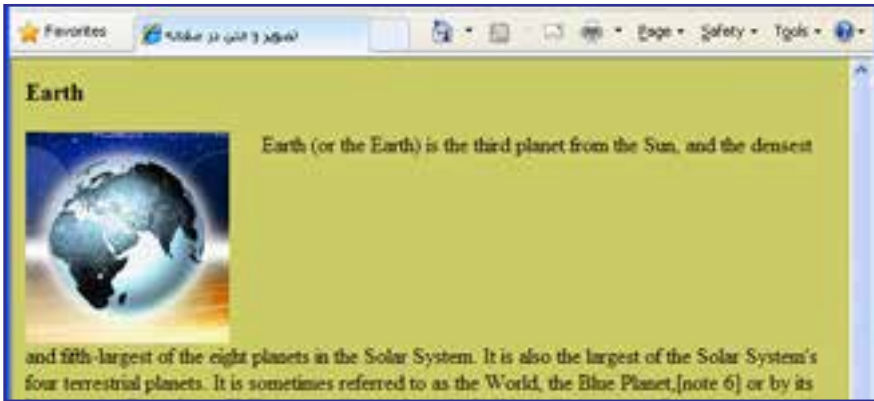 Favorites تصویر و متن در صفحه Page Safety Tools
Earth
Earth (or the Earth) is the third planet from the Sun, and the densest
and fifth-largest of the eight planets in the Solar System. It is also the largest of the Solar System's
four terrestrial planets. It is sometimes referred to as the World, the Blue Planet,[note 6] or by its